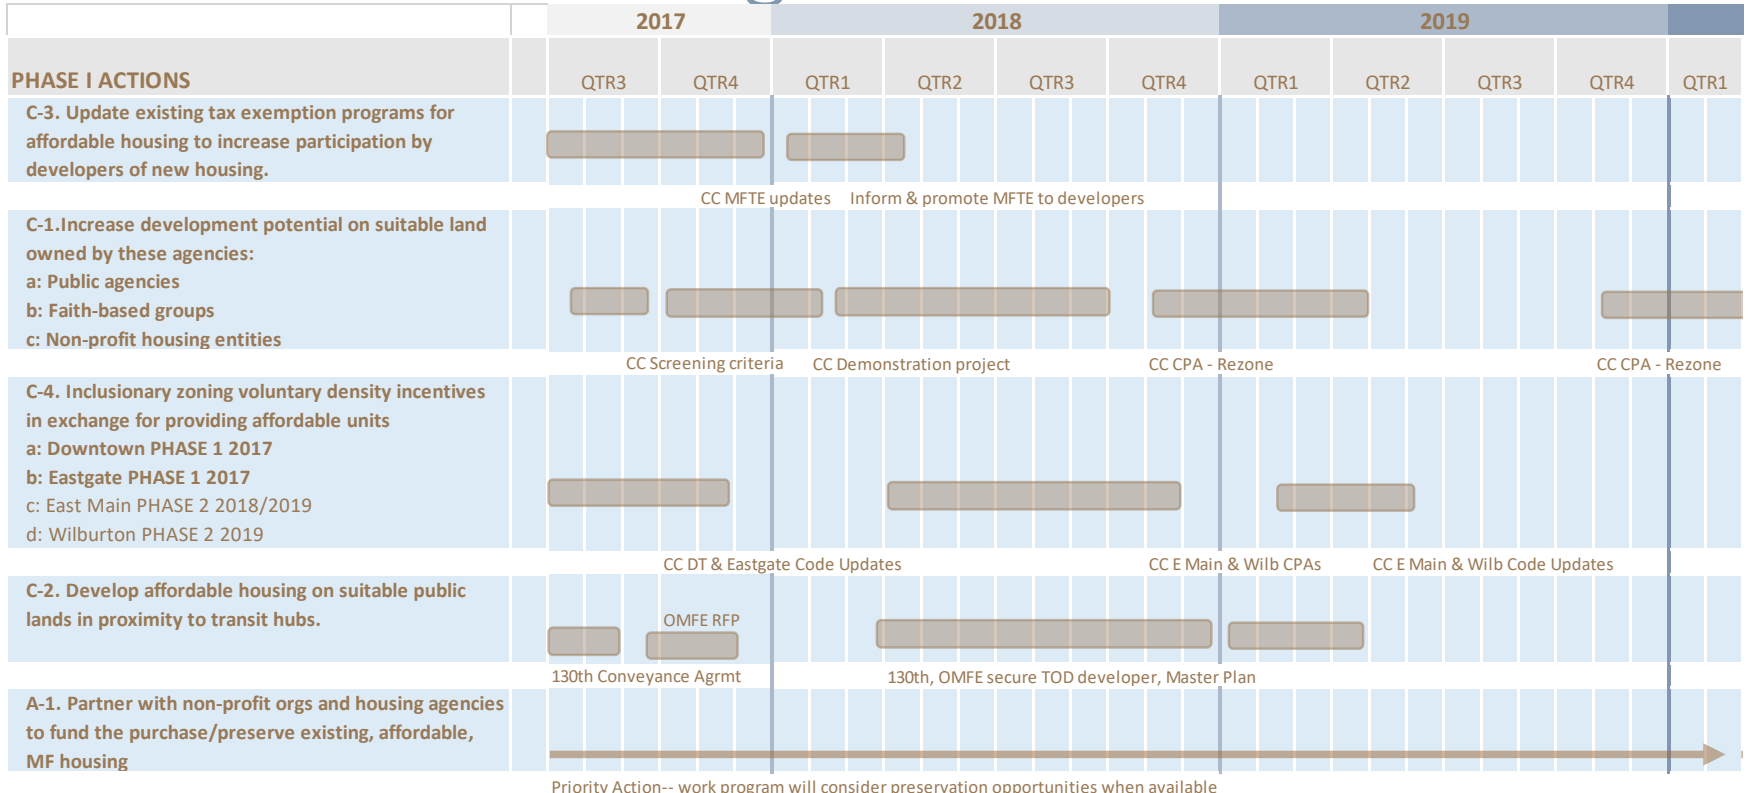 2017 2018 2019
PHASE I ACTIONS QTR3 QTR4 QTR1 QTR2 QTR3 QTR4 QTR1 QTR2 QTR3 QTR4 QTR1
C-3. Update existing tax exemption programs for
affordable housing to increase participation by
developers of new housing.
CC MFTE updates Inform & promote MFTE to developers
C-1.Increase development potential on suitable land
owned by these agencies:
a: Public agencies
b: Faith-based groups
c: Non-profit housing entities
CC Screening criteria CC Demonstration project CC CPA - Rezone CC CPA - Rezone
C-4. Inclusionary zoning voluntary density incentives
in exchange for providing affordable units
a: Downtown PHASE 1 2017
b: Eastgate PHASE 1 2017
c: East Main PHASE 2 2018/2019
d: Wilburton PHASE 2 2019
CC DT & Eastgate Code Updates CC E Main & Wilb CPAs CC E Main & Wilb Code Updates
C-2. Develop affordable housing on suitable public
lands in proximity to transit hubs.
OMFE RFP
130th Conveyance Agrmt 130th, OMFE secure TOD developer, Master Plan
A-1. Partner with non-profit orgs and housing agencies
to fund the purchase/preserve existing, affordable,
MF housing
Priority Action-- work program will consider preservation opportunities when available